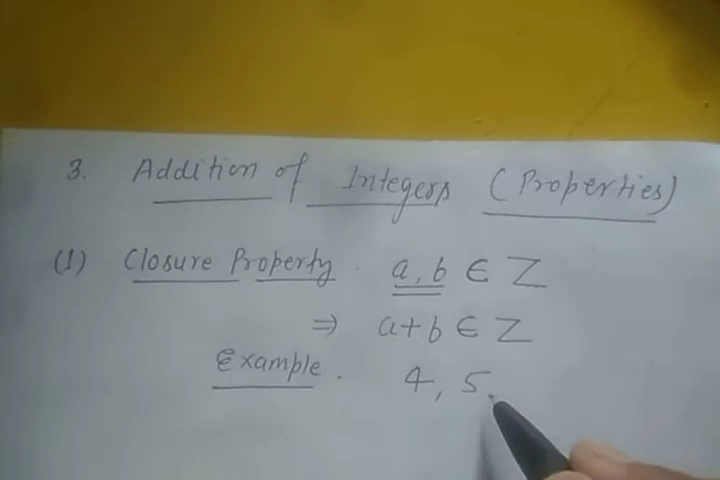 3. Addition of Integers (Properties)
(1) Closure Property. a, b ∈ Z
⇒ a+b ∈ Z
Example. 4, 5